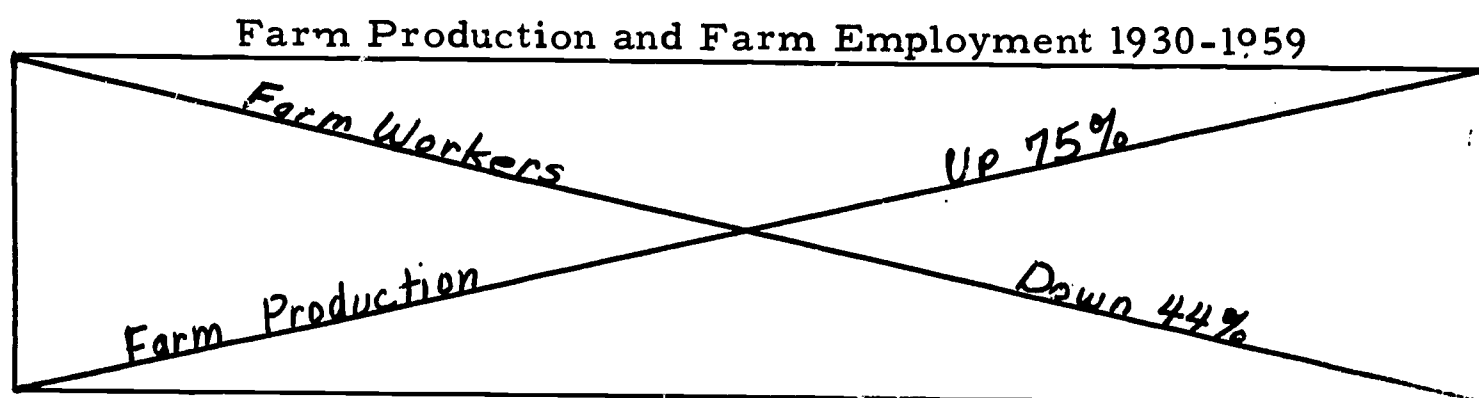 Farm Production and Farm Employment 1930-1959
Farm Workers
Up 75%
Farm Production
Down 44%